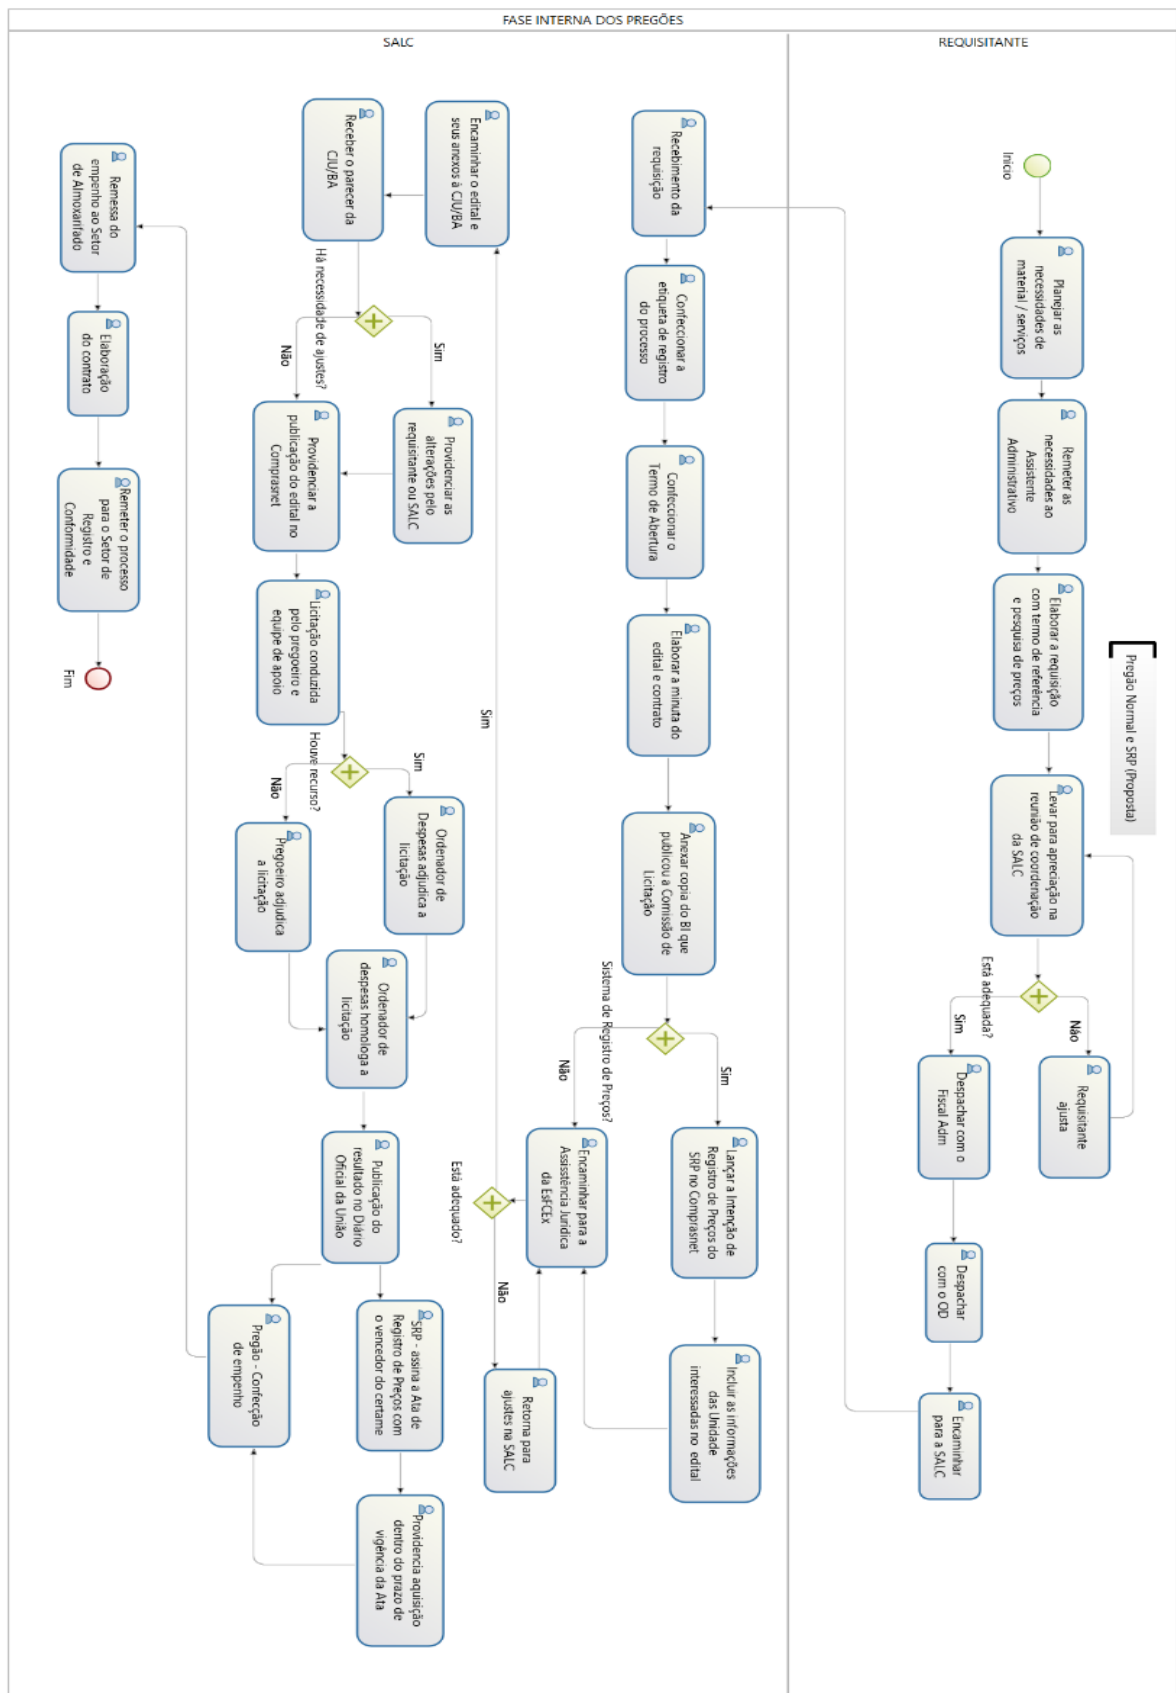 FASE INTERNA DOS PREGÕES
REQUISITANTE
Pregão Normal e SRP (Proposta)
Inicio
Planejar as
necessidades de
material / serviços
Remeter as
necessidades ao
Assistente
Administrativo
Elaborar a requisição
com termo de referência
e pesquisa de preços
Levar para apreciação na
reunião de coordenação
da SALC
Está adequada?
Não
Requisitante
ajusta
Sim
Despachar com o
Fiscal Adm
Despachar
com o OD
Encaminhar
para a SALC
SALC
Recebimento da
requisição
Confeccionar a
etiqueta de registro
do processo
Confeccionar o
Termo de Abertura
Elaborar a minuta do
edital e contrato
Anexar copia do BI que
publicou a Comissão de
Licitação
Sistema de Registro de Preços?
Sim
Lançar a Intenção de
Registro de Preços do
SRP no Comprasnet
Incluir as informações
das Unidade
interessadas no edital
Não
Encaminhar para a
Assisstência Juridica
da EsFCEx
Está adequado?
Não
Retorna para
ajustes na SALC
Sim
Encaminhar o edital e
seus anexos à CJU/BA
Receber o parecer da
CJU/BA
Há necessidade de ajustes?
Sim
Providenciar as
alterações pelo
requisitante ou SALC
Não
Providenciar a
publicação do edital no
Comprasnet
Licitação conduzida
pelo pregoeiro e
equipe de apoio
Houve recurso?
Sim
Ordenador de
Despesas adjudica a
licitação
Não
Pregoeiro adjudica
a licitação
Ordenador de
despesas homologa a
licitação
Publicação do
resultado no Diário
Oficial da União
SRP - assina a Ata de
Registro de Preços com
o vencedor do certame
Providencia aquisição
dentro do prazo de
vigência da Ata
Pregão - Confecção
de empenho
Remessa do
empenho ao Setor
de Almoxarifado
Elaboração
do contrato
Remeter o processo
para o Setor de
Registro e
Conformidade
Fim